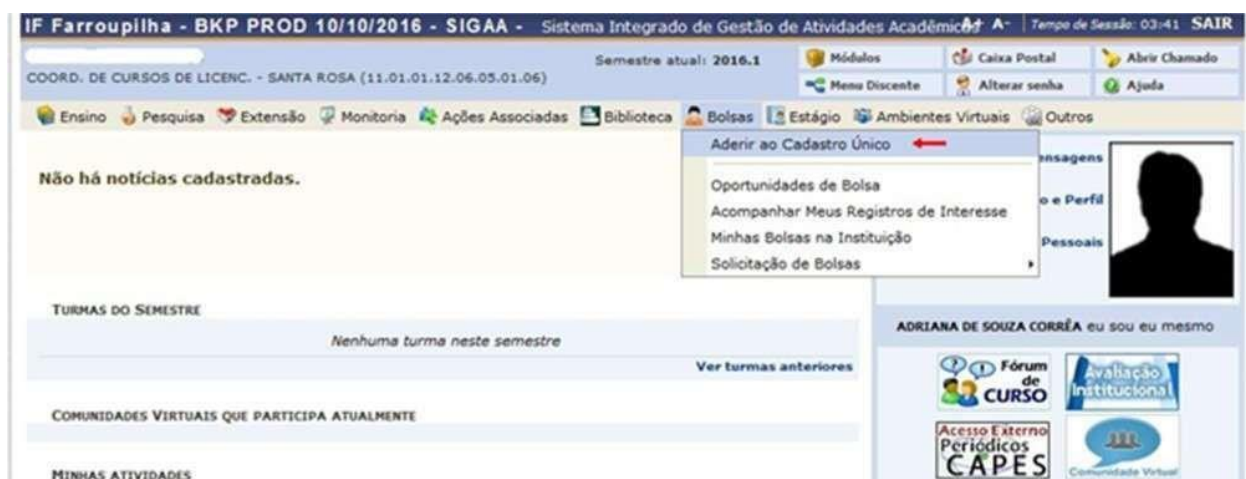 IF Farroupilha - BKP PROD 10/10/2016 - SIGAA - Sistema Integrado de Gestão de Atividades Acadêmicas A+ A- Tempo de Sessão: 03:41 SAIR
Semestre atual: 2016.1 Módulos Caixa Postal Abrir Chamado
COORD. DE CURSOS DE LICENC. - SANTA ROSA (11.01.01.12.06.05.01.06)
Menu Discente Alterar senha Ajuda
Ensino Pesquisa Extensão Monitoria Ações Associadas Biblioteca Bolsas Estágio Ambientes Virtuais Outros
Aderir ao Cadastro Único
ensagens
Não há notícias cadastradas.
Oportunidades de Bolsa
o e Perfil
Acompanhar Meus Registros de Interesse
Minhas Bolsas na Instituição
Pessoais
Solicitação de Bolsas
TURMAS DO SEMESTRE
Nenhuma turma neste semestre
ADRIANA DE SOUZA CORRÊA eu sou eu mesmo
Ver turmas anteriores
Fórum de CURSO
Avaliação Institucional
COMUNIDADES VIRTUAIS QUE PARTICIPA ATUALMENTE
Acesso Externo
Periódicos
CAPES
Comunidade Virtual
MINHAS ATIVIDADES